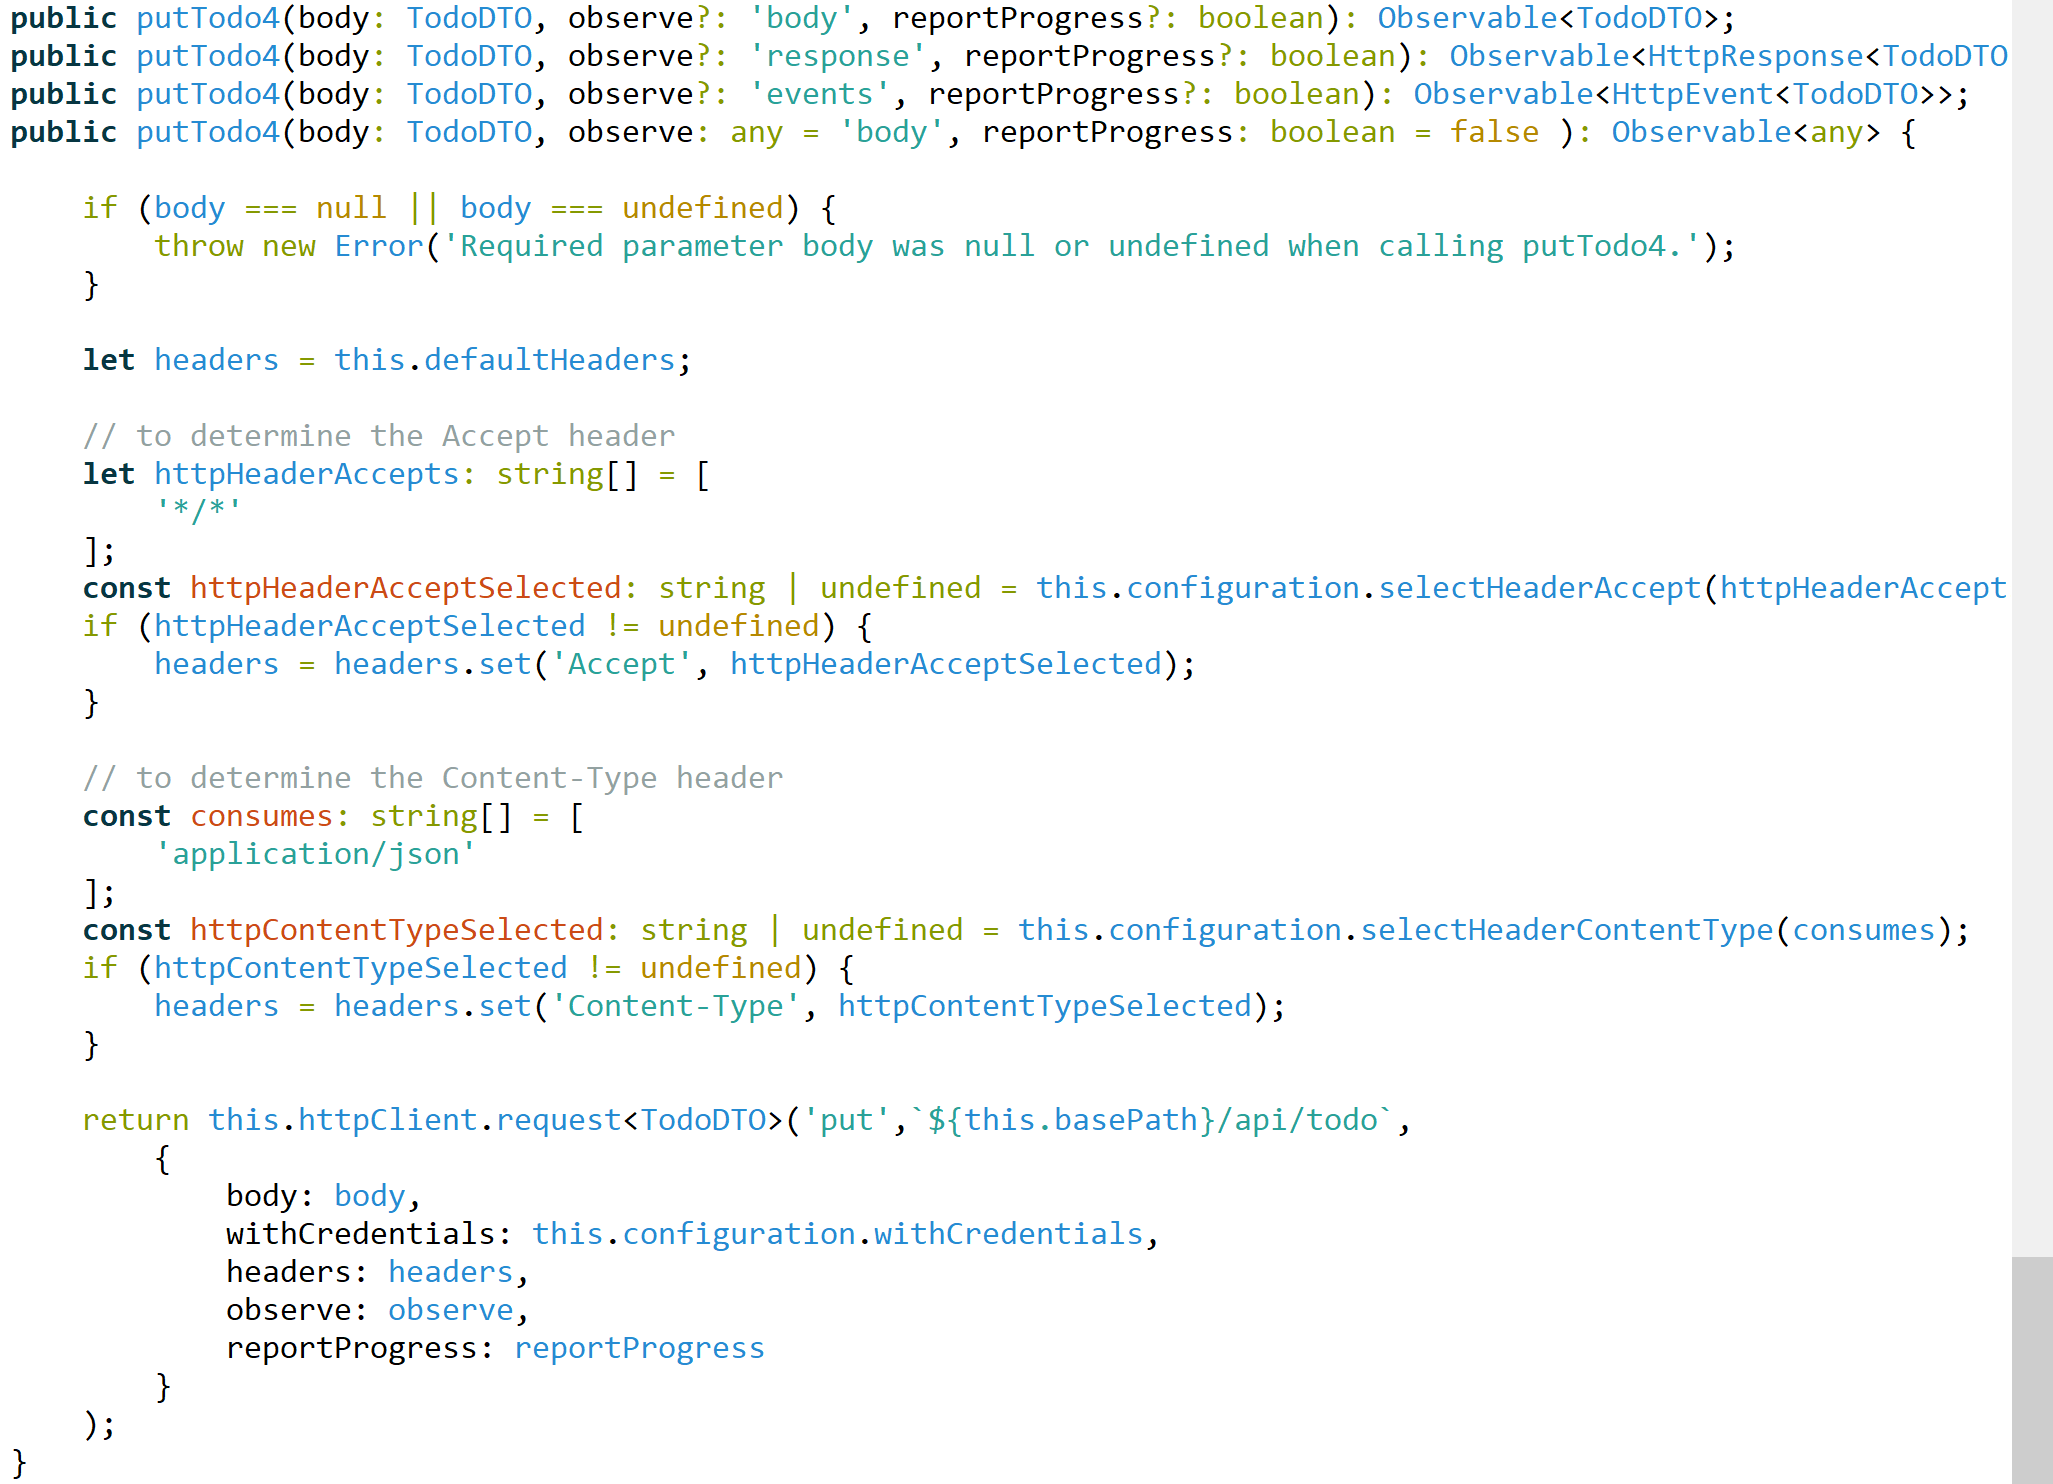 public putTodo4(body: TodoDTO, observe?: 'body', reportProgress?: boolean): Observable<TodoDTO>;
public putTodo4(body: TodoDTO, observe?: 'response', reportProgress?: boolean): Observable<HttpResponse<TodoDTO
public putTodo4(body: TodoDTO, observe?: 'events', reportProgress?: boolean): Observable<HttpEvent<TodoDTO>>;
public putTodo4(body: TodoDTO, observe: any = 'body', reportProgress: boolean = false ): Observable<any> {

    if (body === null || body === undefined) {
        throw new Error('Required parameter body was null or undefined when calling putTodo4.');
    }

    let headers = this.defaultHeaders;

    // to determine the Accept header
    let httpHeaderAccepts: string[] = [
        '*/*'
    ];
    const httpHeaderAcceptSelected: string | undefined = this.configuration.selectHeaderAccept(httpHeaderAccept
    if (httpHeaderAcceptSelected != undefined) {
        headers = headers.set('Accept', httpHeaderAcceptSelected);
    }

    // to determine the Content-Type header
    const consumes: string[] = [
        'application/json'
    ];
    const httpContentTypeSelected: string | undefined = this.configuration.selectHeaderContentType(consumes);
    if (httpContentTypeSelected != undefined) {
        headers = headers.set('Content-Type', httpContentTypeSelected);
    }

    return this.httpClient.request<TodoDTO>('put',`${this.basePath}/api/todo`,
        {
            body: body,
            withCredentials: this.configuration.withCredentials,
            headers: headers,
            observe: observe,
            reportProgress: reportProgress
        }
    );
}